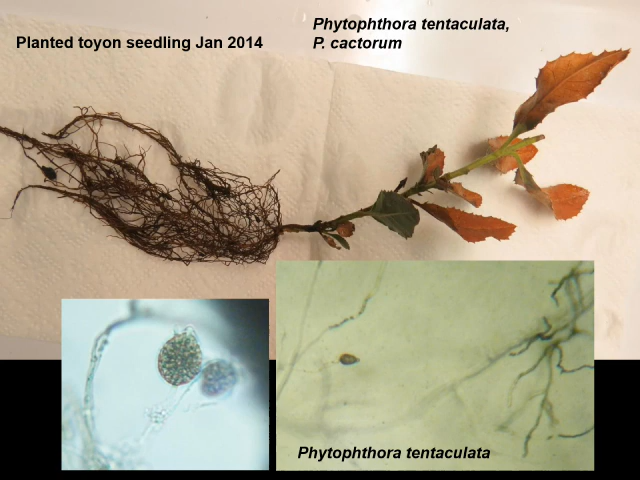 Planted toyon seedling Jan 2014
Phytophthora tentaculata,
P. cactorum
Phytophthora tentaculata